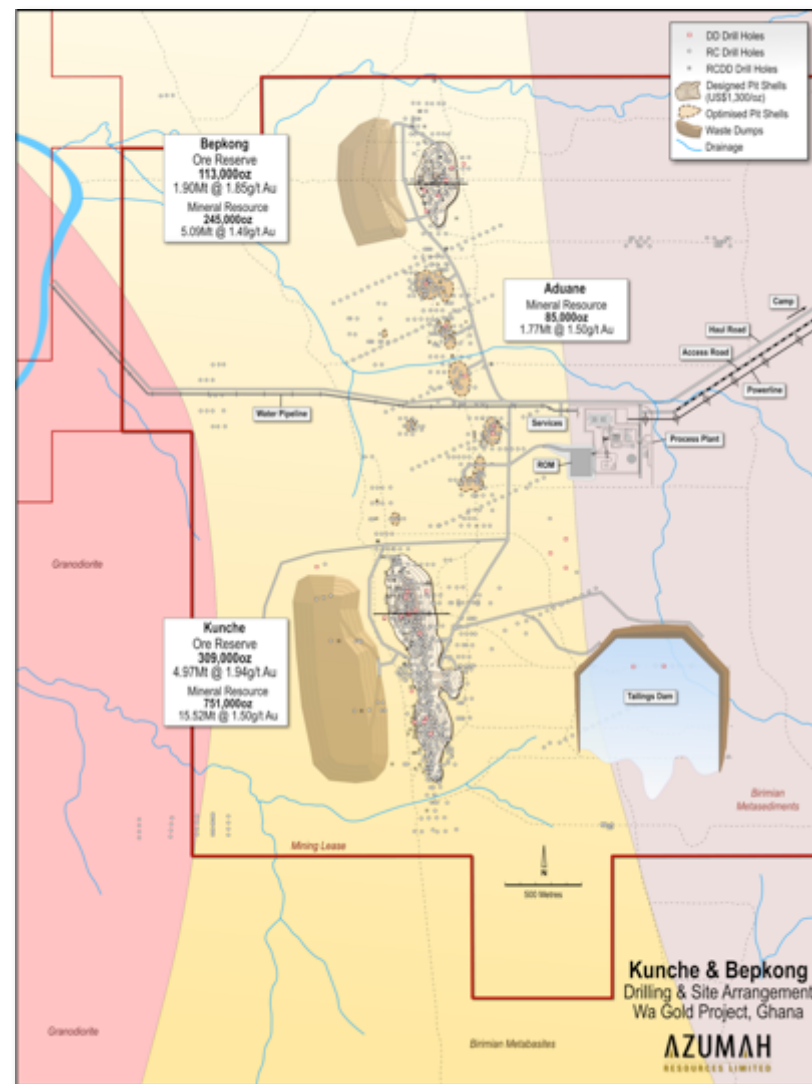 DD Drill Holes
RC Drill Holes
RCDD Drill Holes
Designed Pit Shells
(US$1,300/oz)
Optimised Pit Shells
Waste Dumps
Drainage
Bepkong
Ore Reserve
113,000oz
1.90Mt @ 1.85g/t Au
Mineral Resource
245,000oz
5.09Mt @ 1.49g/t Au
Aduane
Mineral Resource
85,000oz
1.77Mt @ 1.50g/t Au
Camp
Haul Road
Access Road
Powerline
Water Pipeline
Services
Process Plant
ROM
Granodiorite
Kunche
Ore Reserve
309,000oz
4.97Mt @ 1.94g/t Au
Mineral Resource
751,000oz
15.52Mt @ 1.50g/t Au
Tailings Dam
Birimian
Metasediments
Mining Lease
N
500 Metres
Kunche & Bepkong
Drilling & Site Arrangement
Wa Gold Project, Ghana
Granodiorite
Birimian Metabasites
AZUMAH
RESOURCES LIMITED